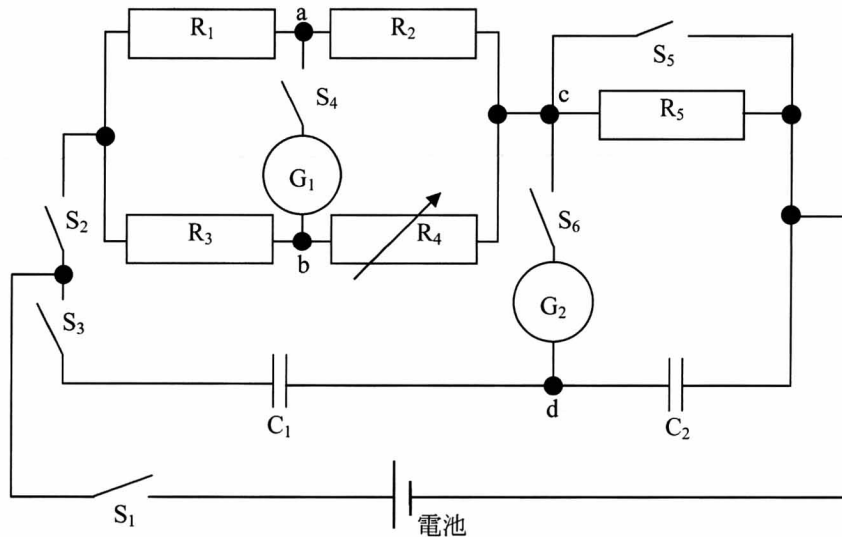 R₁
a
R₂
S₄
S₅
c
R₅
G₁
S₂
R₃
b
R₄
S₆
G₂
S₃
C₁
d
C₂
S₁
電池